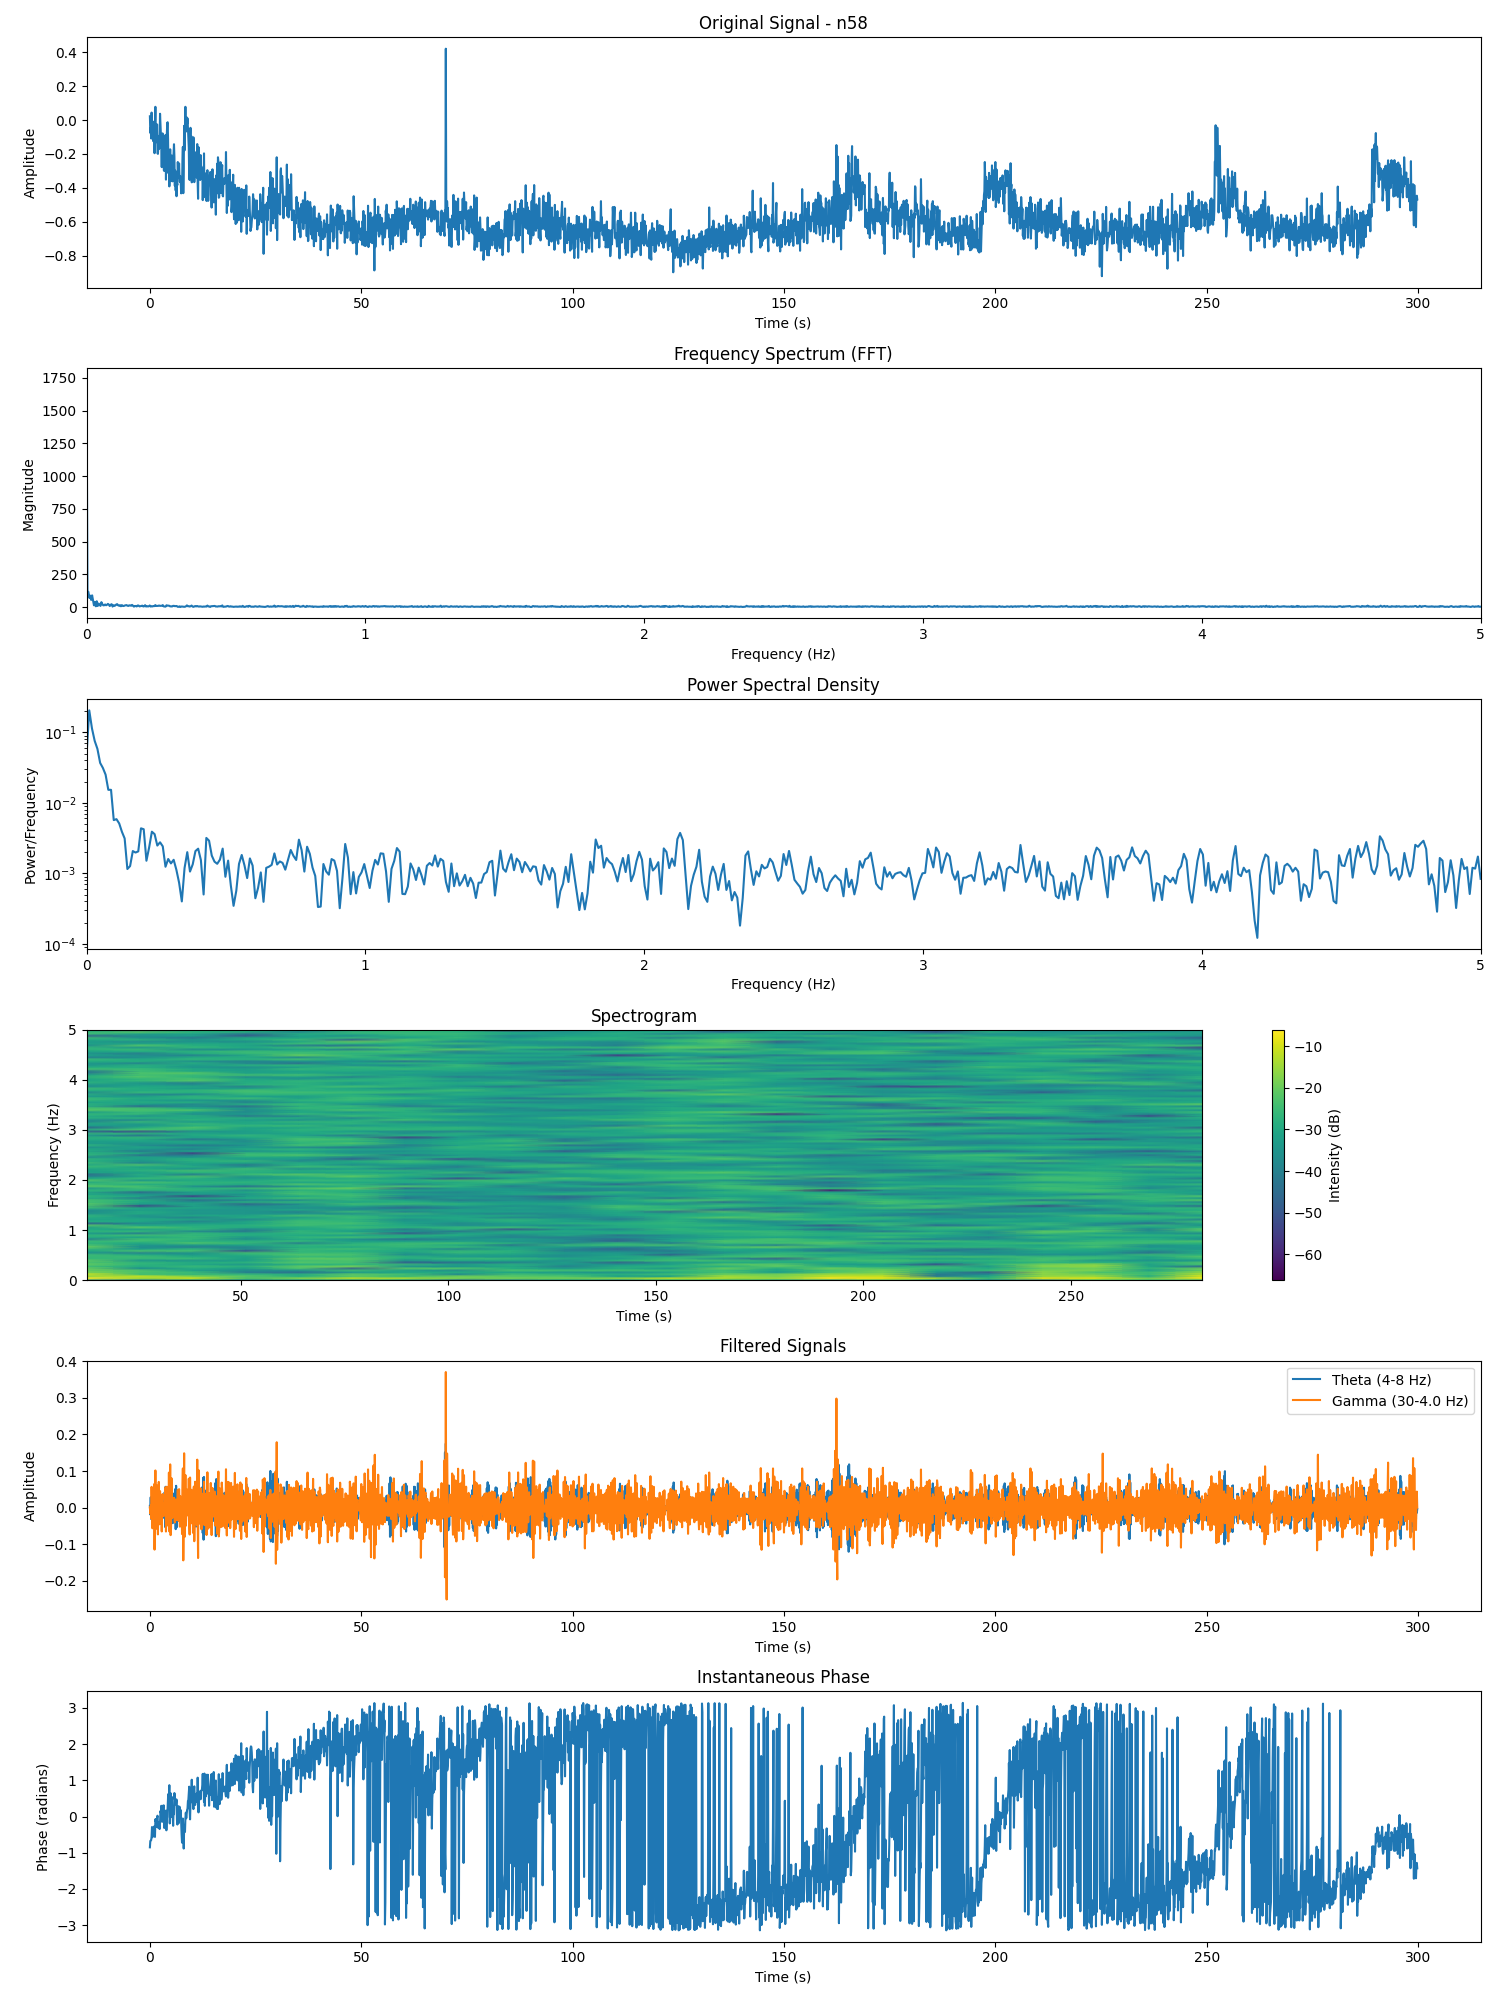 Original Signal - n58
0.4
0.2
0.0
−0.2
−0.4
−0.6
−0.8
Amplitude
0 50 100 150 200 250 300
Time (s)
Frequency Spectrum (FFT)
1750
1500
1250
1000
750
500
250
0
Magnitude
0 1 2 3 4 5
Frequency (Hz)
Power Spectral Density
10−1
10−2
10−3
10−4
Power/Frequency
0 1 2 3 4 5
Frequency (Hz)
Spectrogram
5
4
3
2
1
0
Frequency (Hz)
50 100 150 200 250
Time (s)
−10
−20
−30
−40
−50
−60
Intensity (dB)
Filtered Signals
0.4
0.3
0.2
0.1
0.0
−0.1
−0.2
Amplitude
Theta (4-8 Hz)
Gamma (30-4.0 Hz)
0 50 100 150 200 250 300
Time (s)
Instantaneous Phase
3
2
1
0
−1
−2
−3
Phase (radians)
0 50 100 150 200 250 300
Time (s)